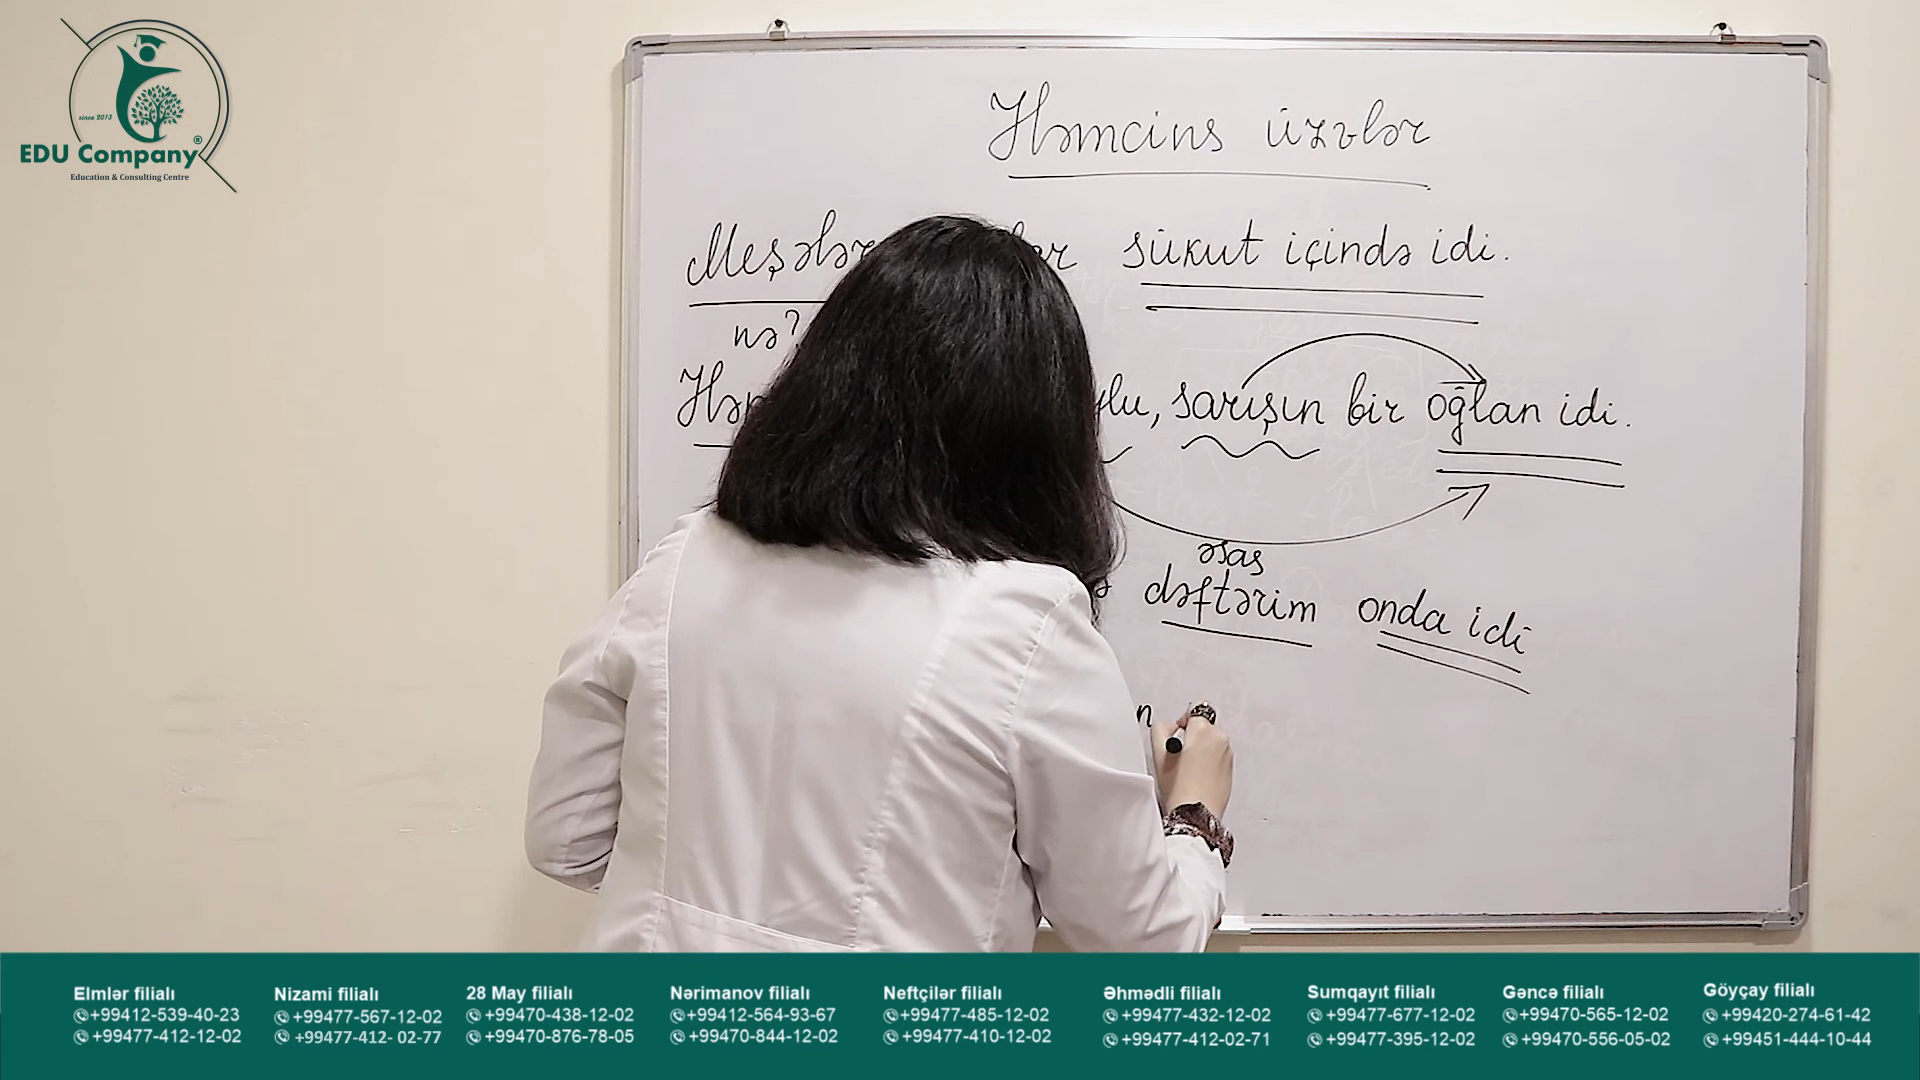 since 2013
EDU Company®
Education & Consulting Centre
Həmcins üzvlər
Meşələr sükut içində idi.
nə?
sarışın bir oğlan idi.
əsas
dəftərim onda idi
Elmlər filialı
+99412-539-40-23
+99477-412-12-02
Nizami filialı
+99477-567-12-02
+99477-412- 02-77
28 May filialı
+99470-438-12-02
+99470-876-78-05
Nərimanov filialı
+99412-564-93-67
+99470-844-12-02
Neftçilər filialı
+99477-485-12-02
+99477-410-12-02
Əhmədli filialı
+99477-432-12-02
+99477-412-02-71
Sumqayıt filialı
+99477-677-12-02
+99477-395-12-02
Gəncə filialı
+99470-565-12-02
+99470-556-05-02
Göyçay filialı
+99420-274-61-42
+99451-444-10-44